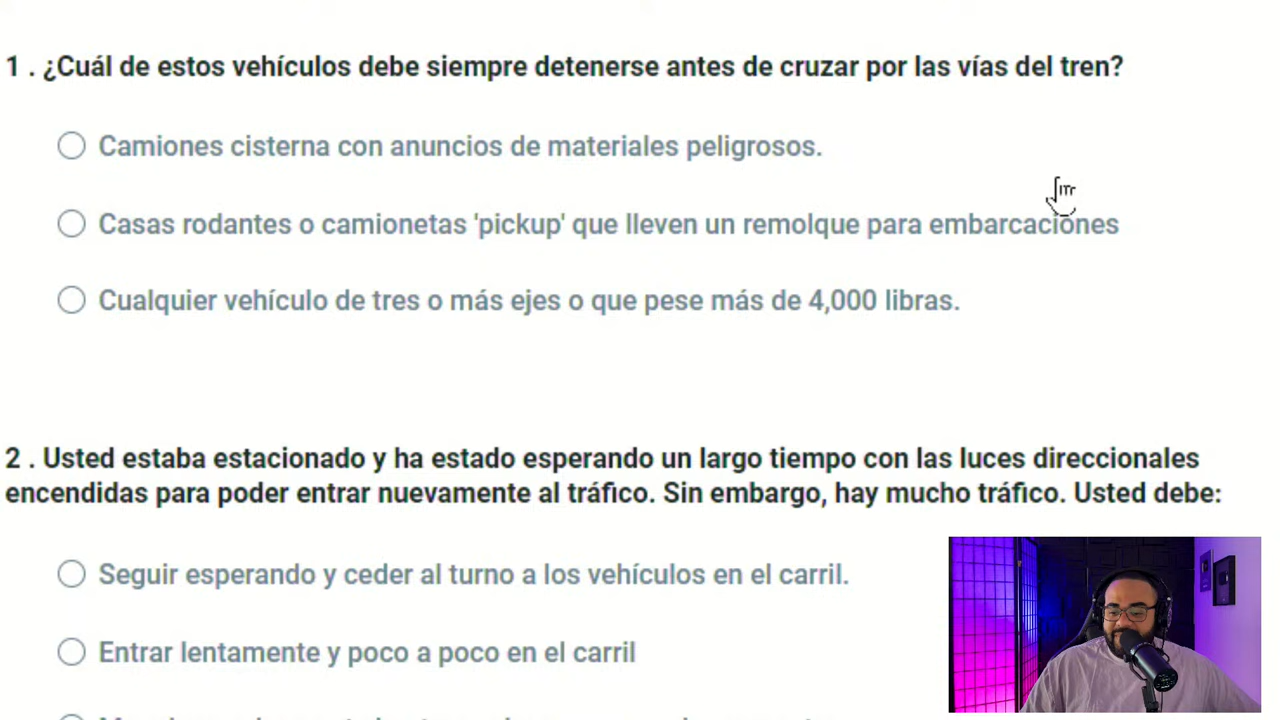 1 . ¿Cuál de estos vehículos debe siempre detenerse antes de cruzar por las vías del tren?
Camiones cisterna con anuncios de materiales peligrosos.
Casas rodantes o camionetas 'pickup' que lleven un remolque para embarcaciones
Cualquier vehículo de tres o más ejes o que pese más de 4,000 libras.
2 . Usted estaba estacionado y ha estado esperando un largo tiempo con las luces direccionales
encendidas para poder entrar nuevamente al tráfico. Sin embargo, hay mucho tráfico. Usted debe:
Seguir esperando y ceder al turno a los vehículos en el carril.
Entrar lentamente y poco a poco en el carril